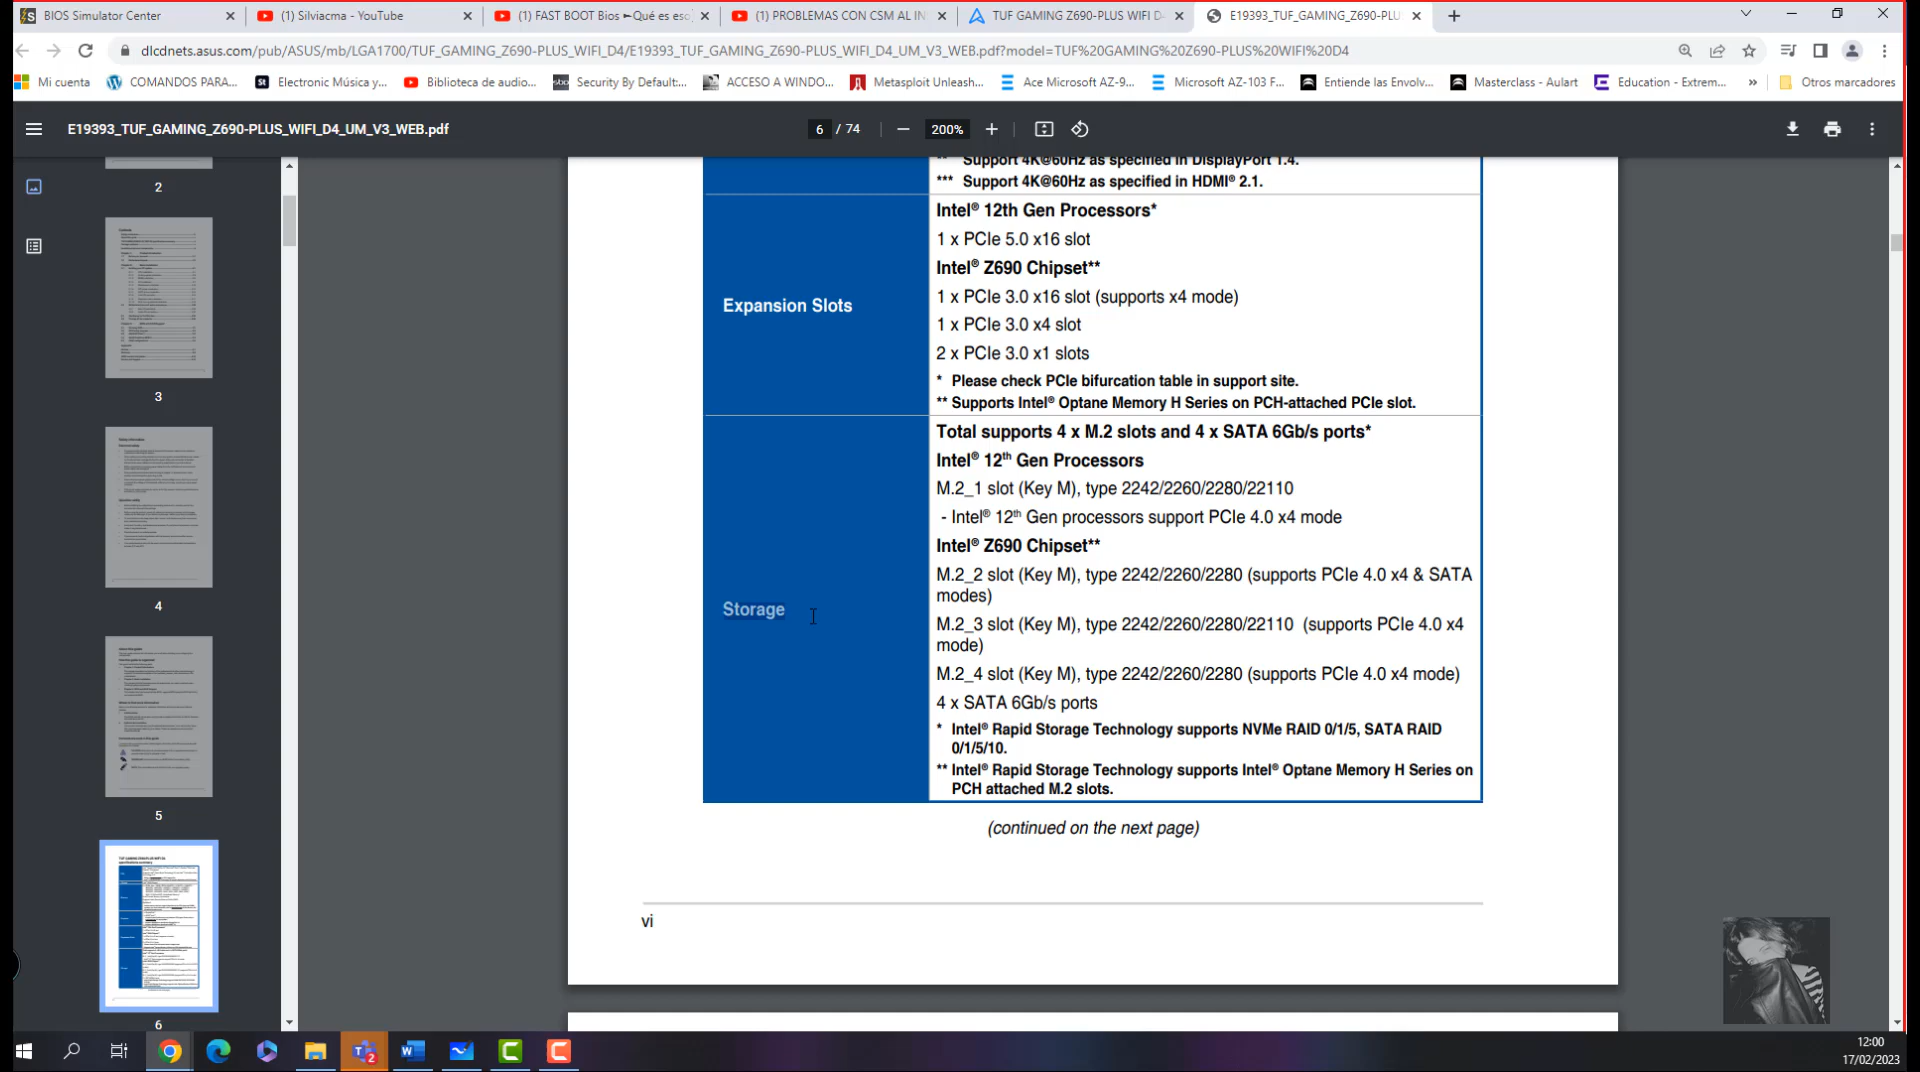 BIOS Simulator Center
(1) Silviacma - YouTube
(1) FAST BOOT Bios ►Qué es eso
(1) PROBLEMAS CON CSM AL IN
TUF GAMING Z690-PLUS WIFI D
E19393_TUF_GAMING_Z690-PLU
dlcdnets.asus.com/pub/ASUS/mb/LGA1700/TUF_GAMING_Z690-PLUS_WIFI_D4/E19393_TUF_GAMING_Z690-PLUS_WIFI_D4_UM_V3_WEB.pdf?model=TUF%20GAMING%20Z690-PLUS%20WIFI%20D4
Mi cuenta
COMANDOS PARA...
Electronic Música y...
Biblioteca de audio...
Security By Default:...
ACCESO A WINDO...
Metasploit Unleash...
Ace Microsoft AZ-9...
Microsoft AZ-103 F...
Entiende las Envolv...
Masterclass - Aulart
Education - Extrem...
»
Otros marcadores
E19393_TUF_GAMING_Z690-PLUS_WIFI_D4_UM_V3_WEB.pdf
6 / 74
200%
2
3
4
5
6
** Support 4K@60Hz as specified in DisplayPort 1.4.
*** Support 4K@60Hz as specified in HDMI® 2.1.
Expansion Slots
Intel® 12th Gen Processors*
1 x PCIe 5.0 x16 slot
Intel® Z690 Chipset**
1 x PCIe 3.0 x16 slot (supports x4 mode)
1 x PCIe 3.0 x4 slot
2 x PCIe 3.0 x1 slots
* Please check PCIe bifurcation table in support site.
** Supports Intel® Optane Memory H Series on PCH-attached PCIe slot.
Storage
Total supports 4 x M.2 slots and 4 x SATA 6Gb/s ports*
Intel® 12th Gen Processors
M.2_1 slot (Key M), type 2242/2260/2280/22110
- Intel® 12th Gen processors support PCIe 4.0 x4 mode
Intel® Z690 Chipset**
M.2_2 slot (Key M), type 2242/2260/2280 (supports PCIe 4.0 x4 & SATA
modes)
M.2_3 slot (Key M), type 2242/2260/2280/22110 (supports PCIe 4.0 x4
mode)
M.2_4 slot (Key M), type 2242/2260/2280 (supports PCIe 4.0 x4 mode)
4 x SATA 6Gb/s ports
* Intel® Rapid Storage Technology supports NVMe RAID 0/1/5, SATA RAID
0/1/5/10.
** Intel® Rapid Storage Technology supports Intel® Optane Memory H Series on
PCH attached M.2 slots.
(continued on the next page)
vi
12:00
17/02/2023